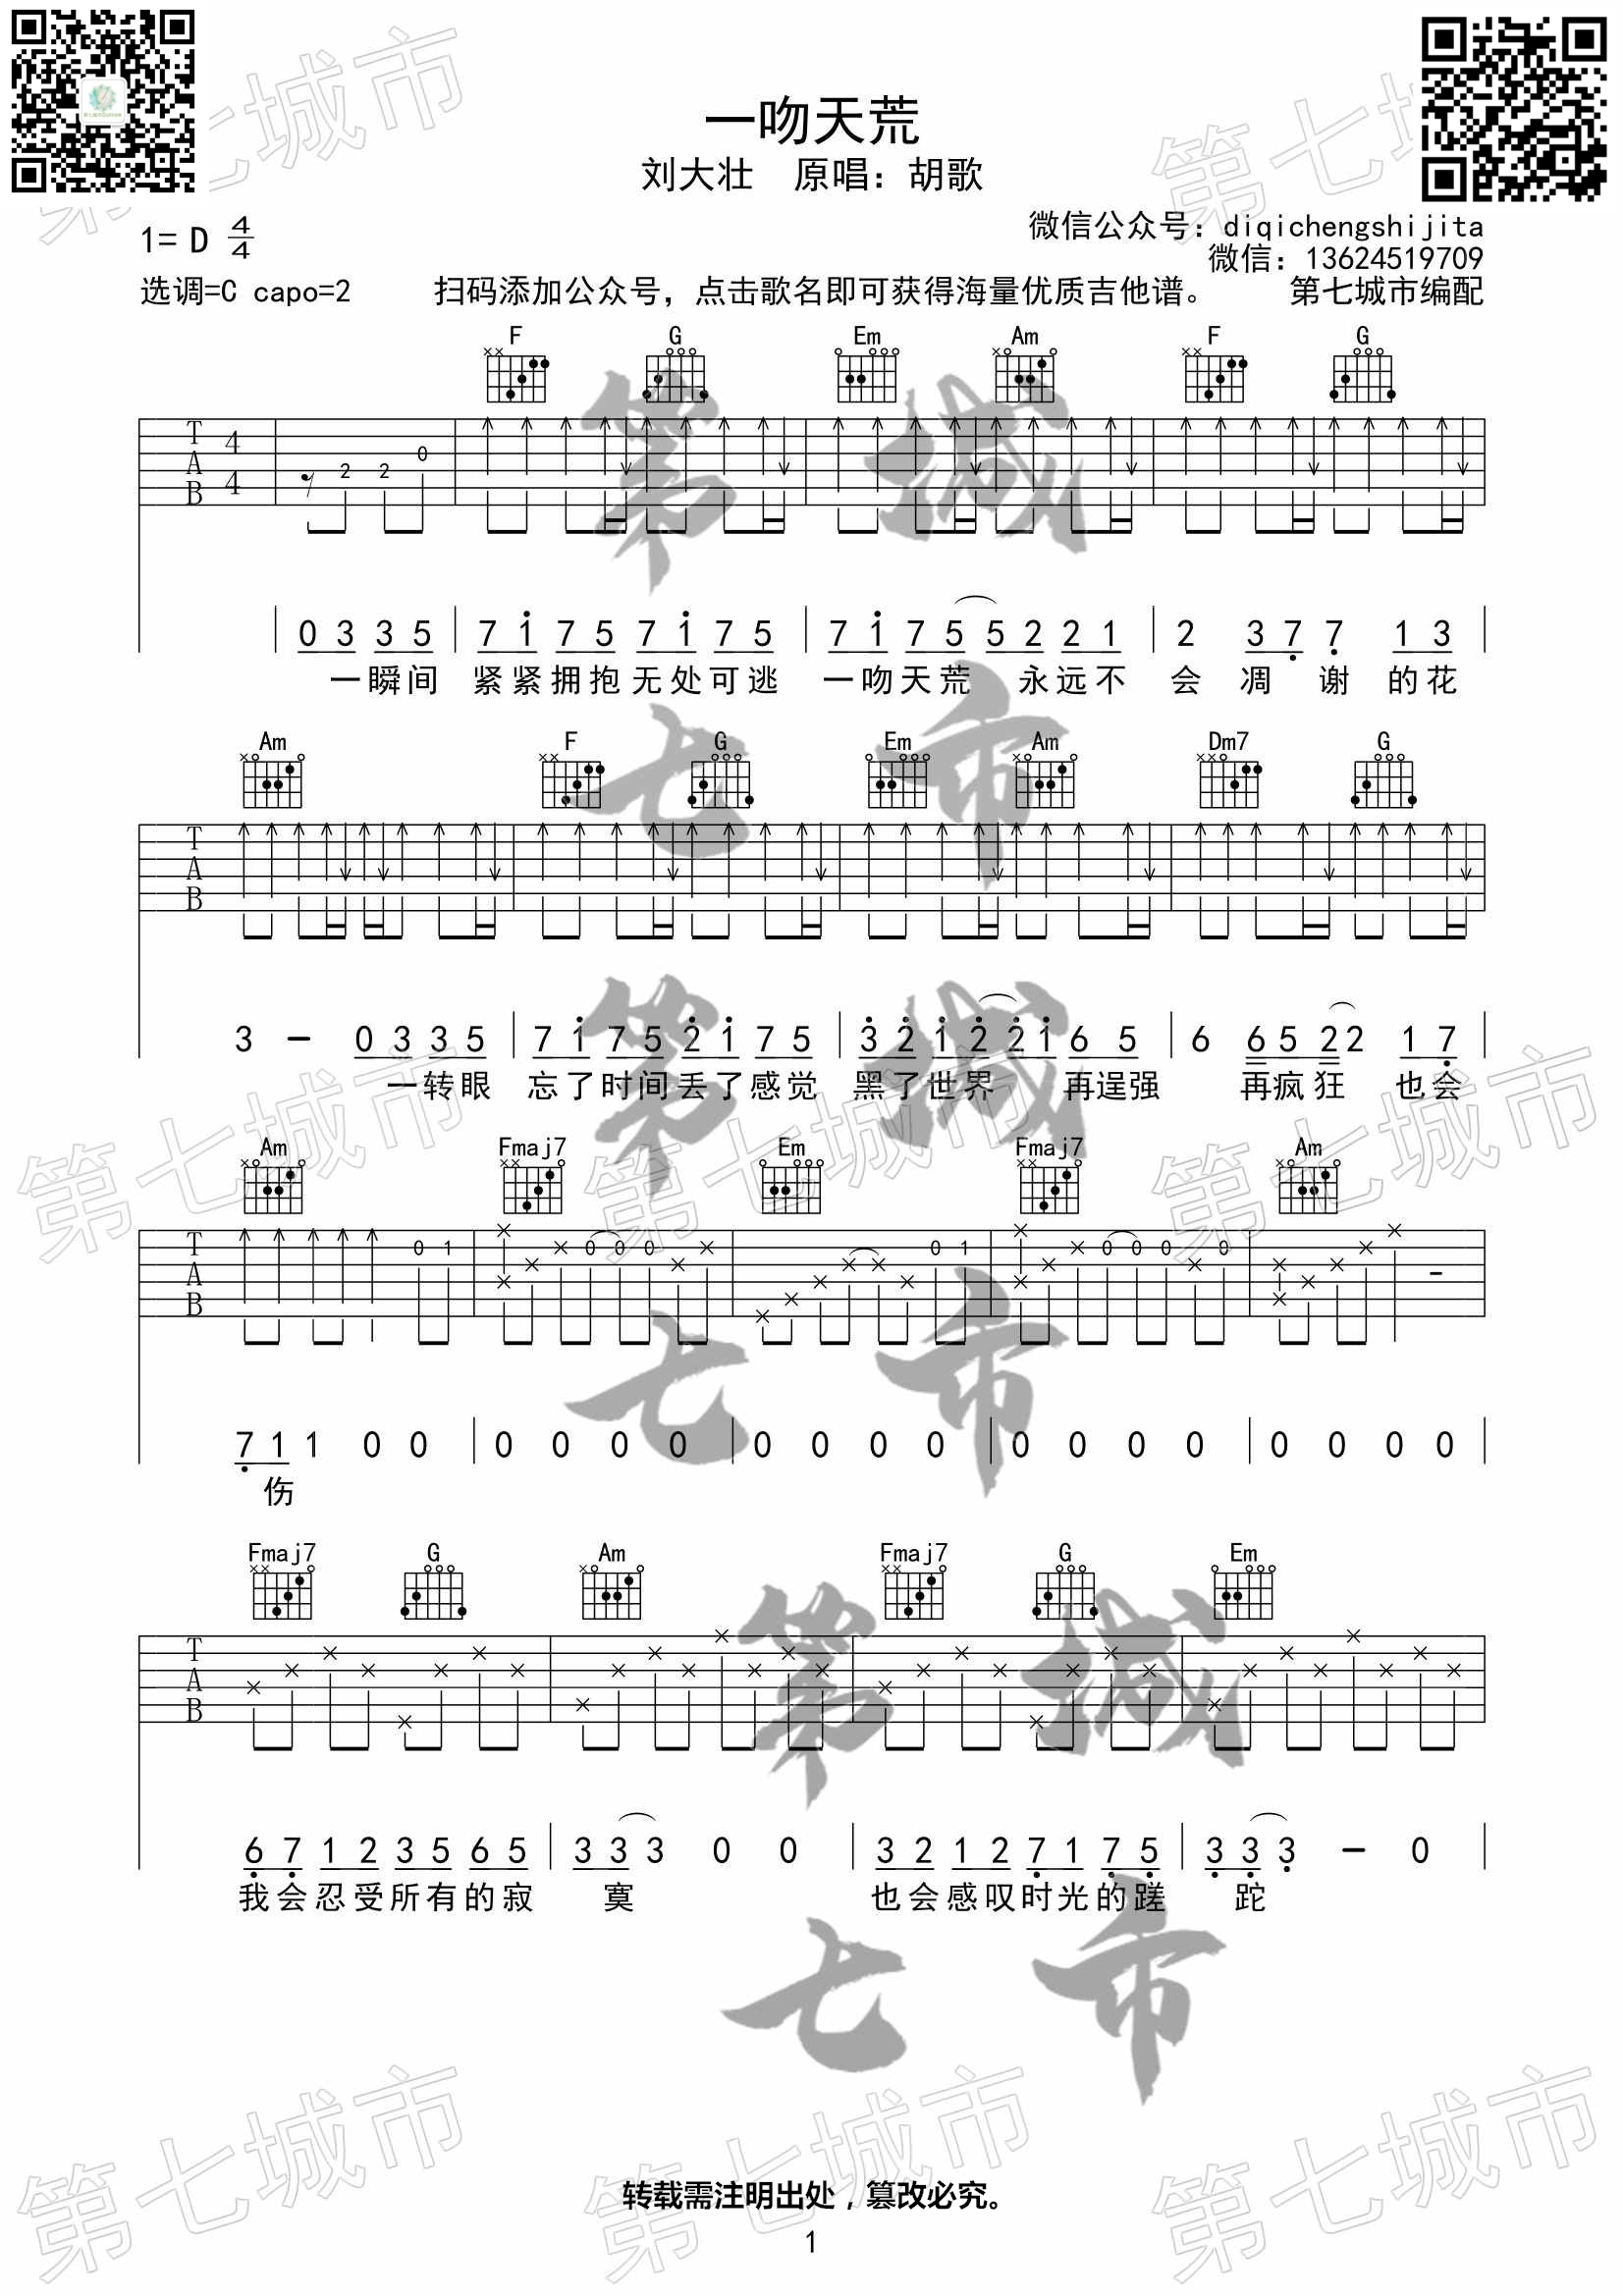 一吻天荒
刘大壮 原唱：胡歌
1= D 4/4
微信公众号：diqichengshijita
微信：13624519709
选调=C capo=2 扫码添加公众号，点击歌名即可获得海量优质吉他谱。 第七城市编配
F G Em Am F G
T A B 4 4 2 2 0
0 3 3 5 7 1 7 5 7 1 7 5 7 1 7 5 5 2 2 1 2 3 7 7 1 3
一瞬间 紧紧拥抱无处可逃 一吻天荒 永远不 会 凋 谢 的花
Am F G Em Am Dm7 G
T A B
3 - 0 3 3 5 7 1 7 5 2 1 7 5 3 2 1 2 2 1 6 5 6 6 5 2 2 1 7
一转眼 忘了时间丢了感觉 黑了世界 再逞强 再疯狂 也会
Am Fmaj7 Em Fmaj7 Am
T A B 0 1 0 0 0 0 1 0 0 0 0 -
7 1 1 0 0 0 0 0 0 0 0 0 0 0 0 0 0 0 0 0 0
伤
Fmaj7 G Am Fmaj7 G Em
T A B
6 7 1 2 3 5 6 5 3 3 3 0 0 3 2 1 2 7 1 7 5 3 3 3 - 0
我会忍受所有的寂 寞 也会感叹时光的蹉 跎
转载需注明出处，篡改必究。
1
第七城市